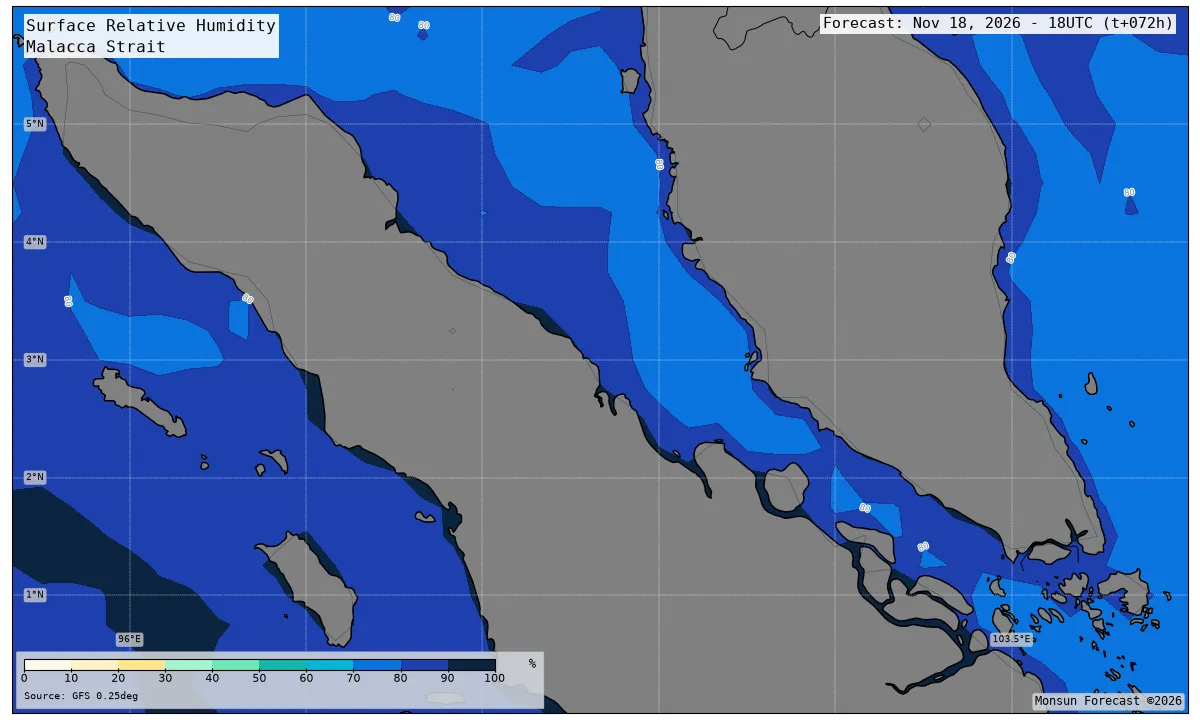 Surface Relative Humidity
Malacca Strait
Forecast: Nov 18, 2026 - 18UTC (t+072h)
80
80
5°N
80
80
4°N
80
80
80
3°N
2°N
80
80
1°N
96°E
103.5°E
%
0 10 20 30 40 50 60 70 80 90 100
Source: GFS 0.25deg
Monsun Forecast ©2026